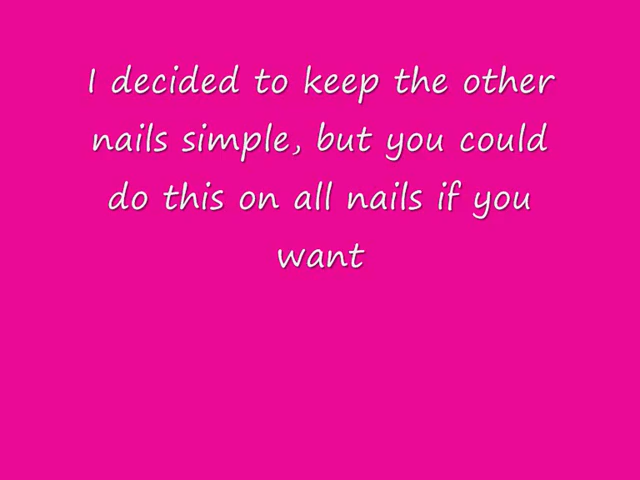 I decided to keep the other
nails simple, but you could
do this on all nails if you
want